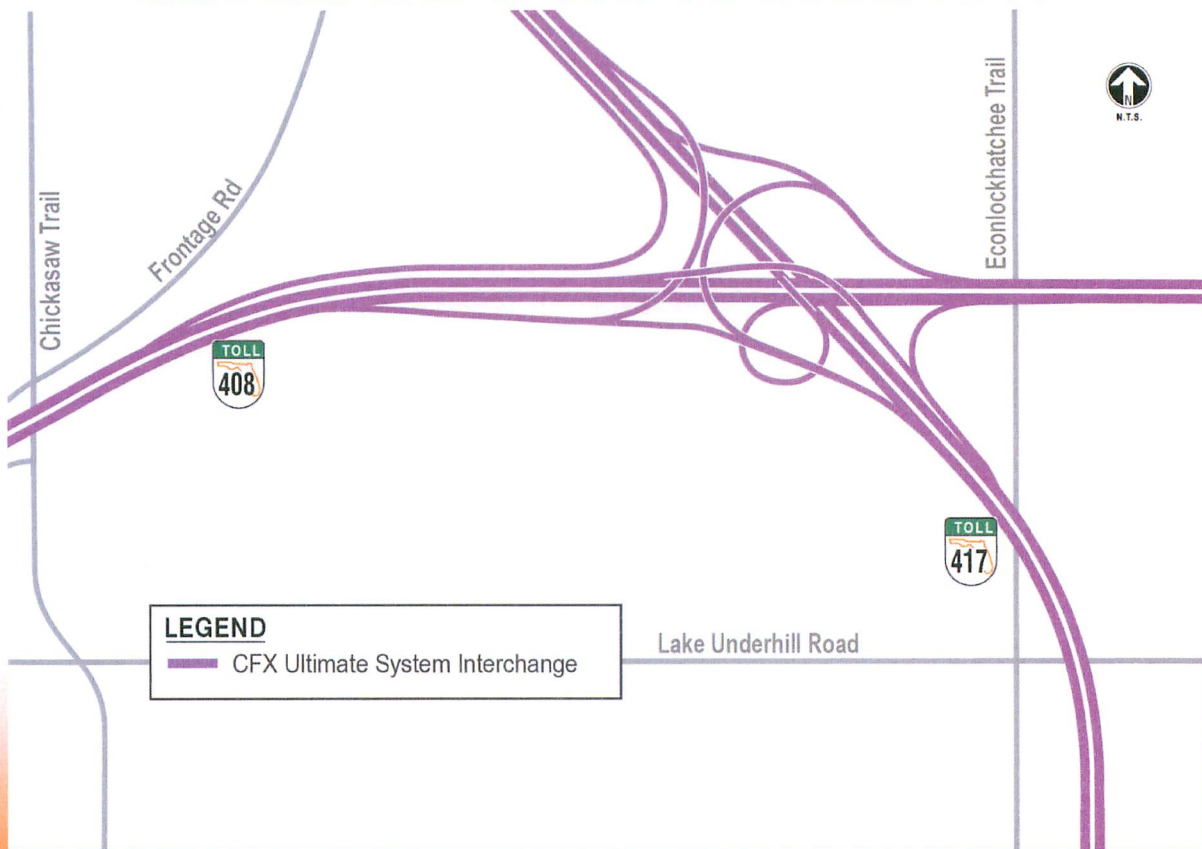 Chickasaw Trail
Frontage Rd
Econlockhatchee Trail
N
N.T.S.
TOLL
408
TOLL
417
LEGEND
CFX Ultimate System Interchange
Lake Underhill Road